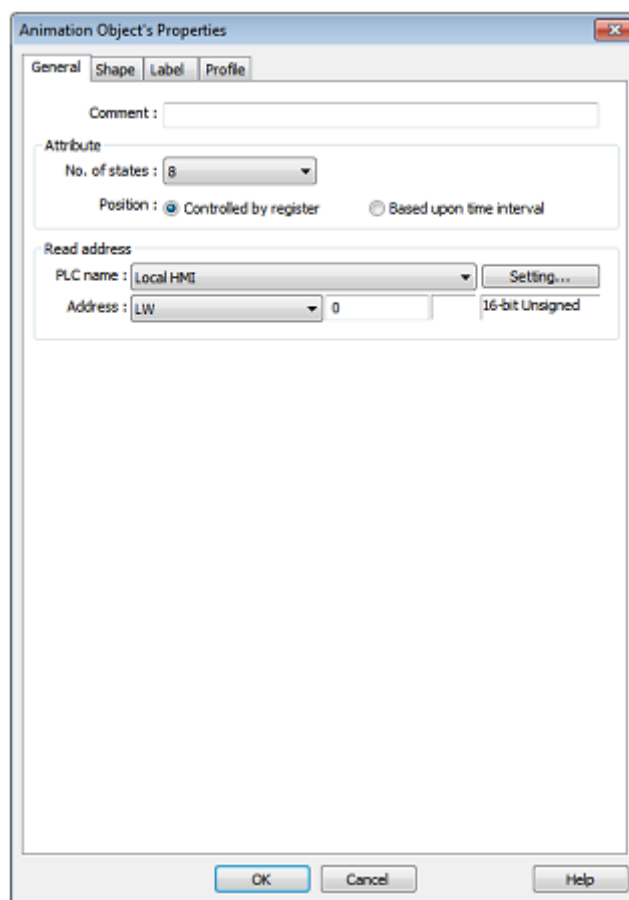 Animation Object's Properties
General Shape Label Profile
Comment :
Attribute
No. of states : 8
Position : Controlled by register Based upon time interval
Read address
PLC name : Local HMI Setting...
Address : LW 0 16-bit Unsigned
OK Cancel Help